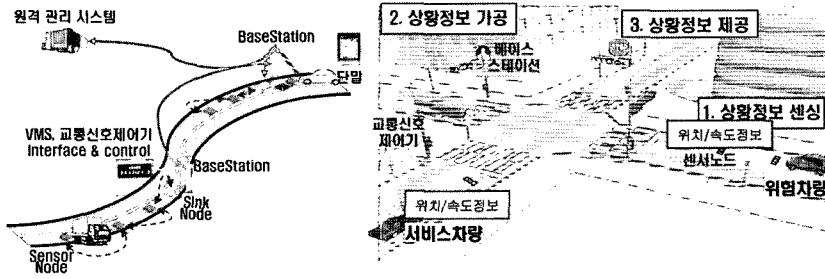 원격 관리 시스템
BaseStation
단말
VMS, 교통신호제어기
Interface & control
BaseStation
Sink
Node
Sensor
Node
2. 상황정보 가공
3. 상황정보 제공
베이스
스테이션
1. 상황정보 센싱
교통신호
제어기
위치/속도정보
센서노드
위험차량
위치/속도정보
서비스차량